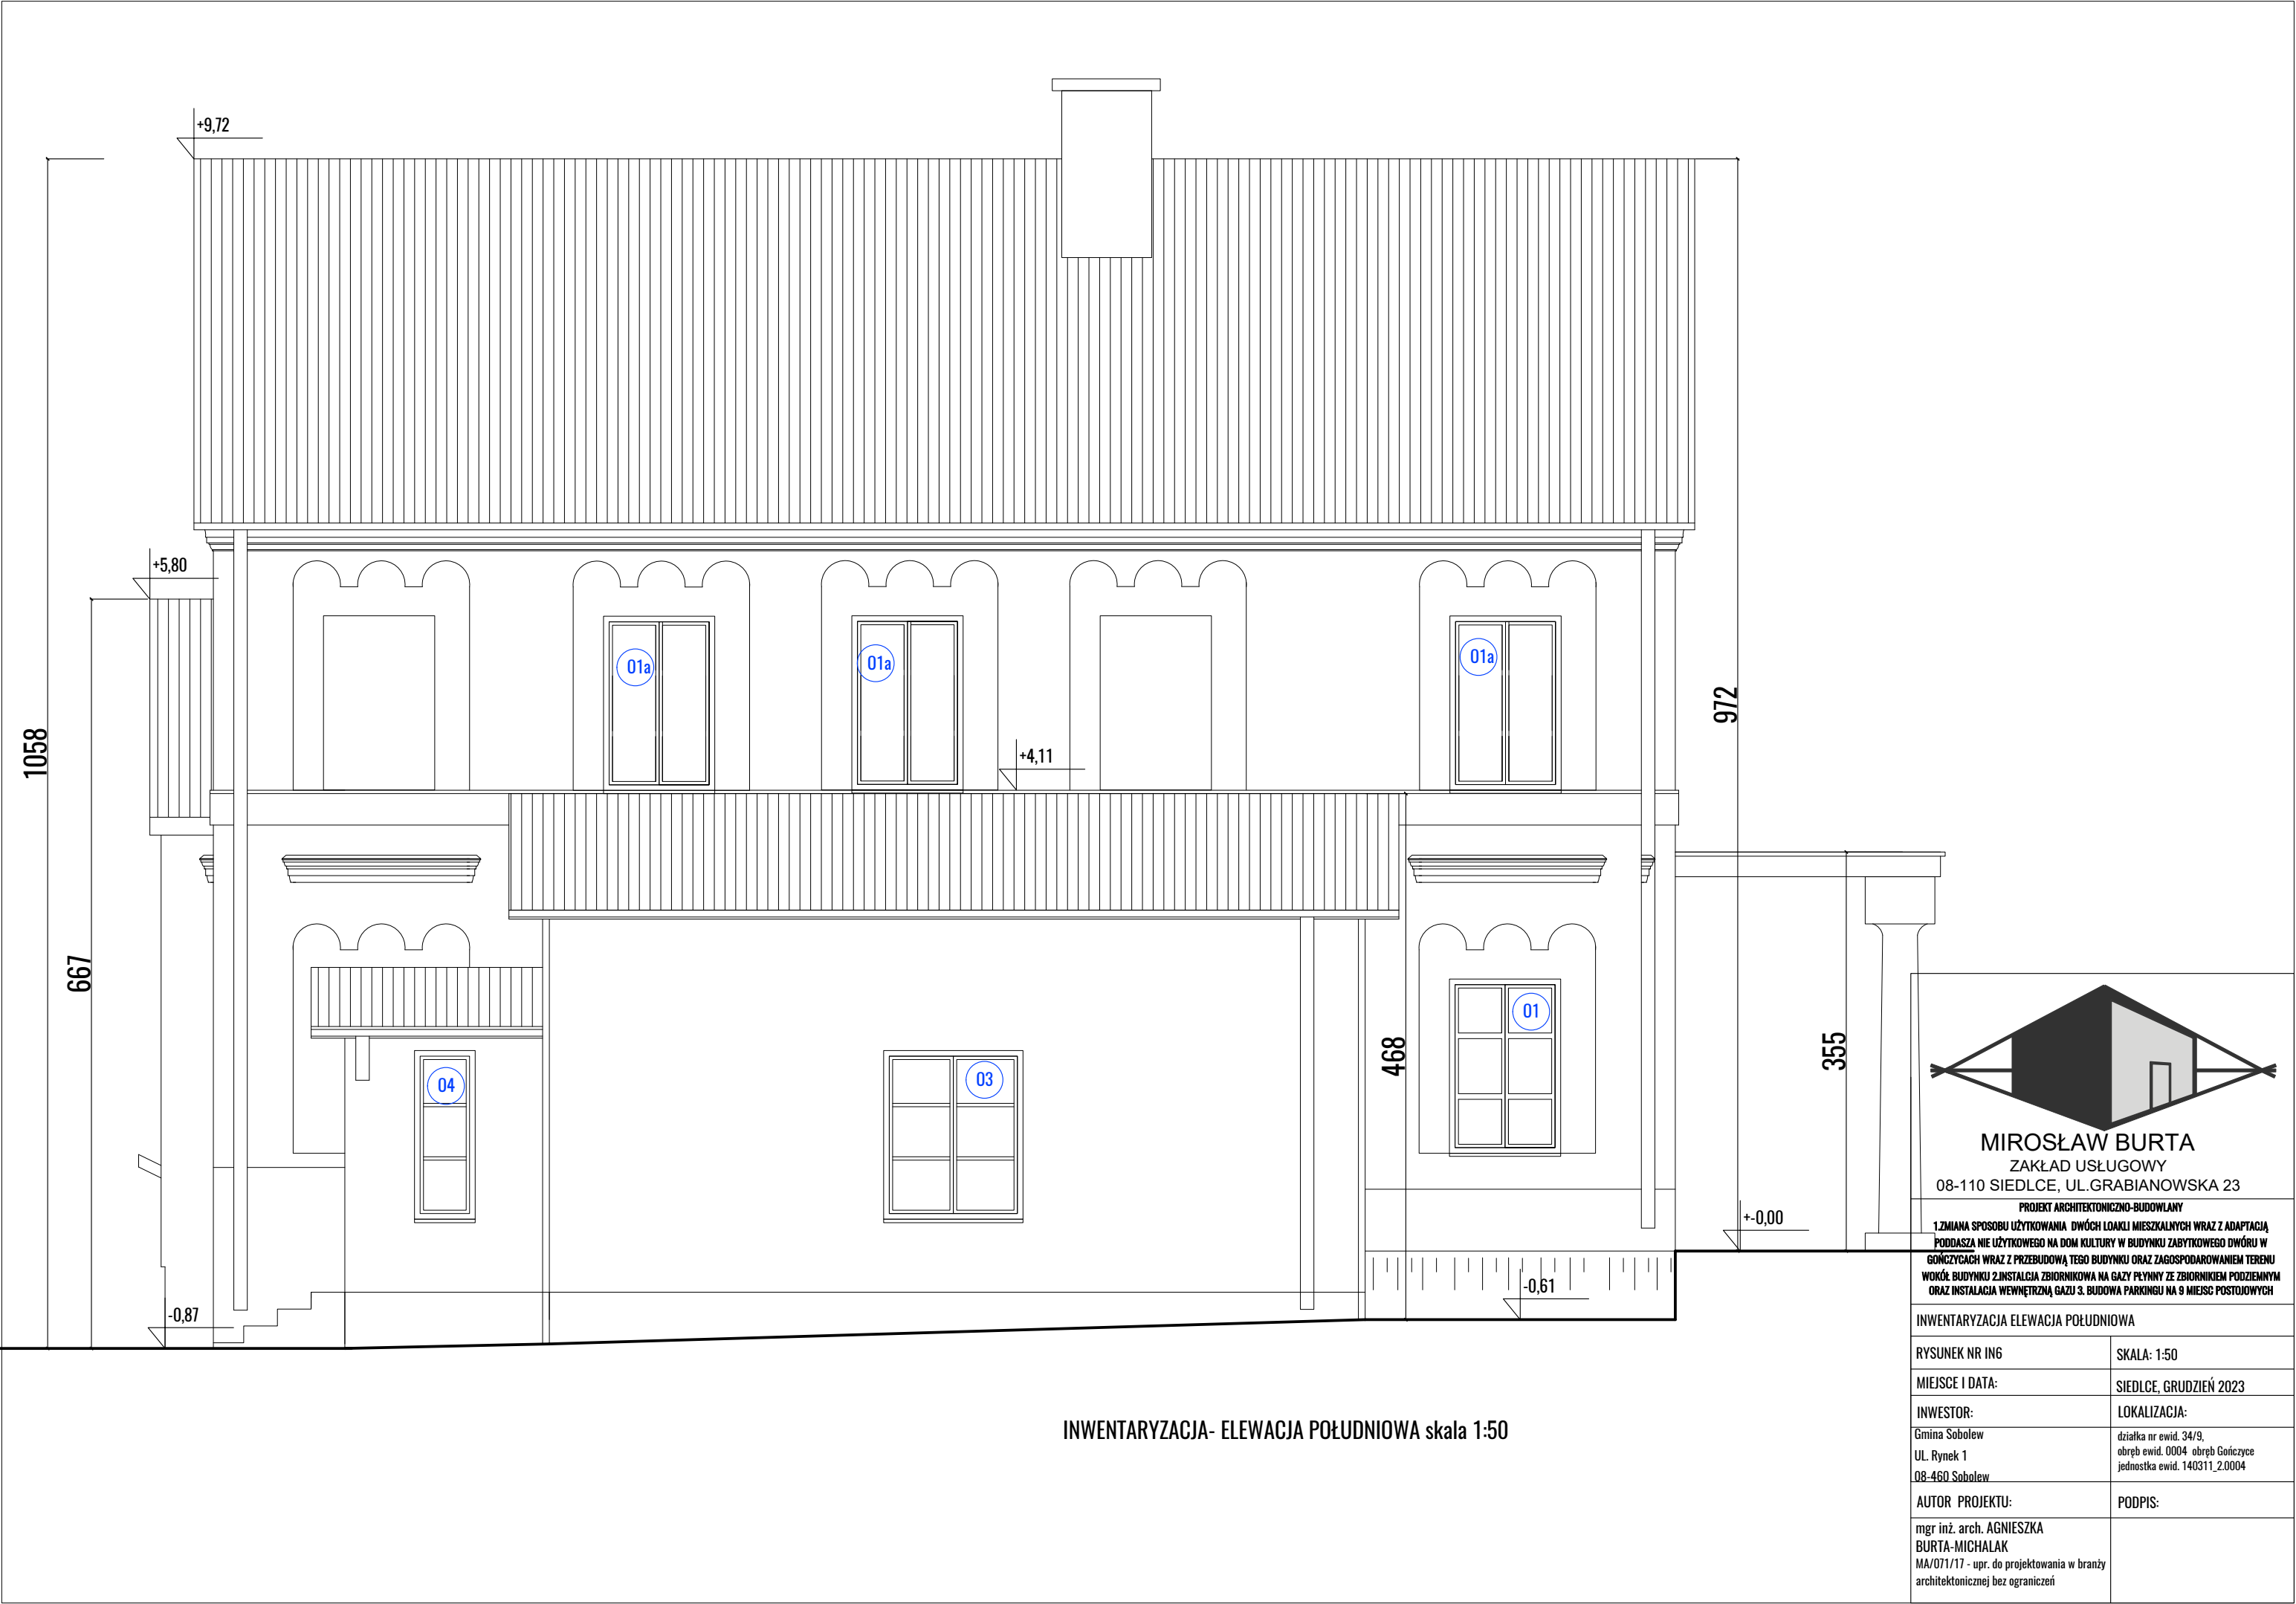 +9,72
+5,80
O1a
O1a
O1a
972
1058
+4,11
667
468
355
O1
O3
O4
+-0,00
-0,61
-0,87
INWENTARYZACJA- ELEWACJA POŁUDNIOWA skala 1:50
MIROSŁAW BURTA
ZAKŁAD USŁUGOWY
08-110 SIEDLCE, UL.GRABIANOWSKA 23
PROJEKT ARCHITEKTONICZNO-BUDOWLANY
1.ZMIANA SPOSOBU UŻYTKOWANIA DWÓCH LOAKLI MIESZKALNYCH WRAZ Z ADAPTACJĄ
PODDASZA NIE UŻYTKOWEGO NA DOM KULTURY W BUDYNKU ZABYTKOWEGO DWÓRU W
GOŃCZYCACH WRAZ Z PRZEBUDOWĄ TEGO BUDYNKU ORAZ ZAGOSPODAROWANIEM TERENU
WOKÓŁ BUDYNKU 2.INSTALCJA ZBIORNIKOWA NA GAZY PŁYNNY ZE ZBIORNIKIEM PODZIEMNYM
ORAZ INSTALACJA WEWNĘTRZNĄ GAZU 3. BUDOWA PARKINGU NA 9 MIEJSC POSTOJOWYCH
INWENTARYZACJA ELEWACJA POŁUDNIOWA
RYSUNEK NR IN6
SKALA: 1:50
MIEJSCE I DATA:
SIEDLCE, GRUDZIEŃ 2023
INWESTOR:
LOKALIZACJA:
Gmina Sobolew
UL. Rynek 1
08-460 Sobolew
działka nr ewid. 34/9,
obręb ewid. 0004 obręb Gończyce
jednostka ewid. 140311_2.0004
AUTOR PROJEKTU:
PODPIS:
mgr inż. arch. AGNIESZKA
BURTA-MICHALAK
MA/071/17 - upr. do projektowania w branży
architektonicznej bez ograniczeń